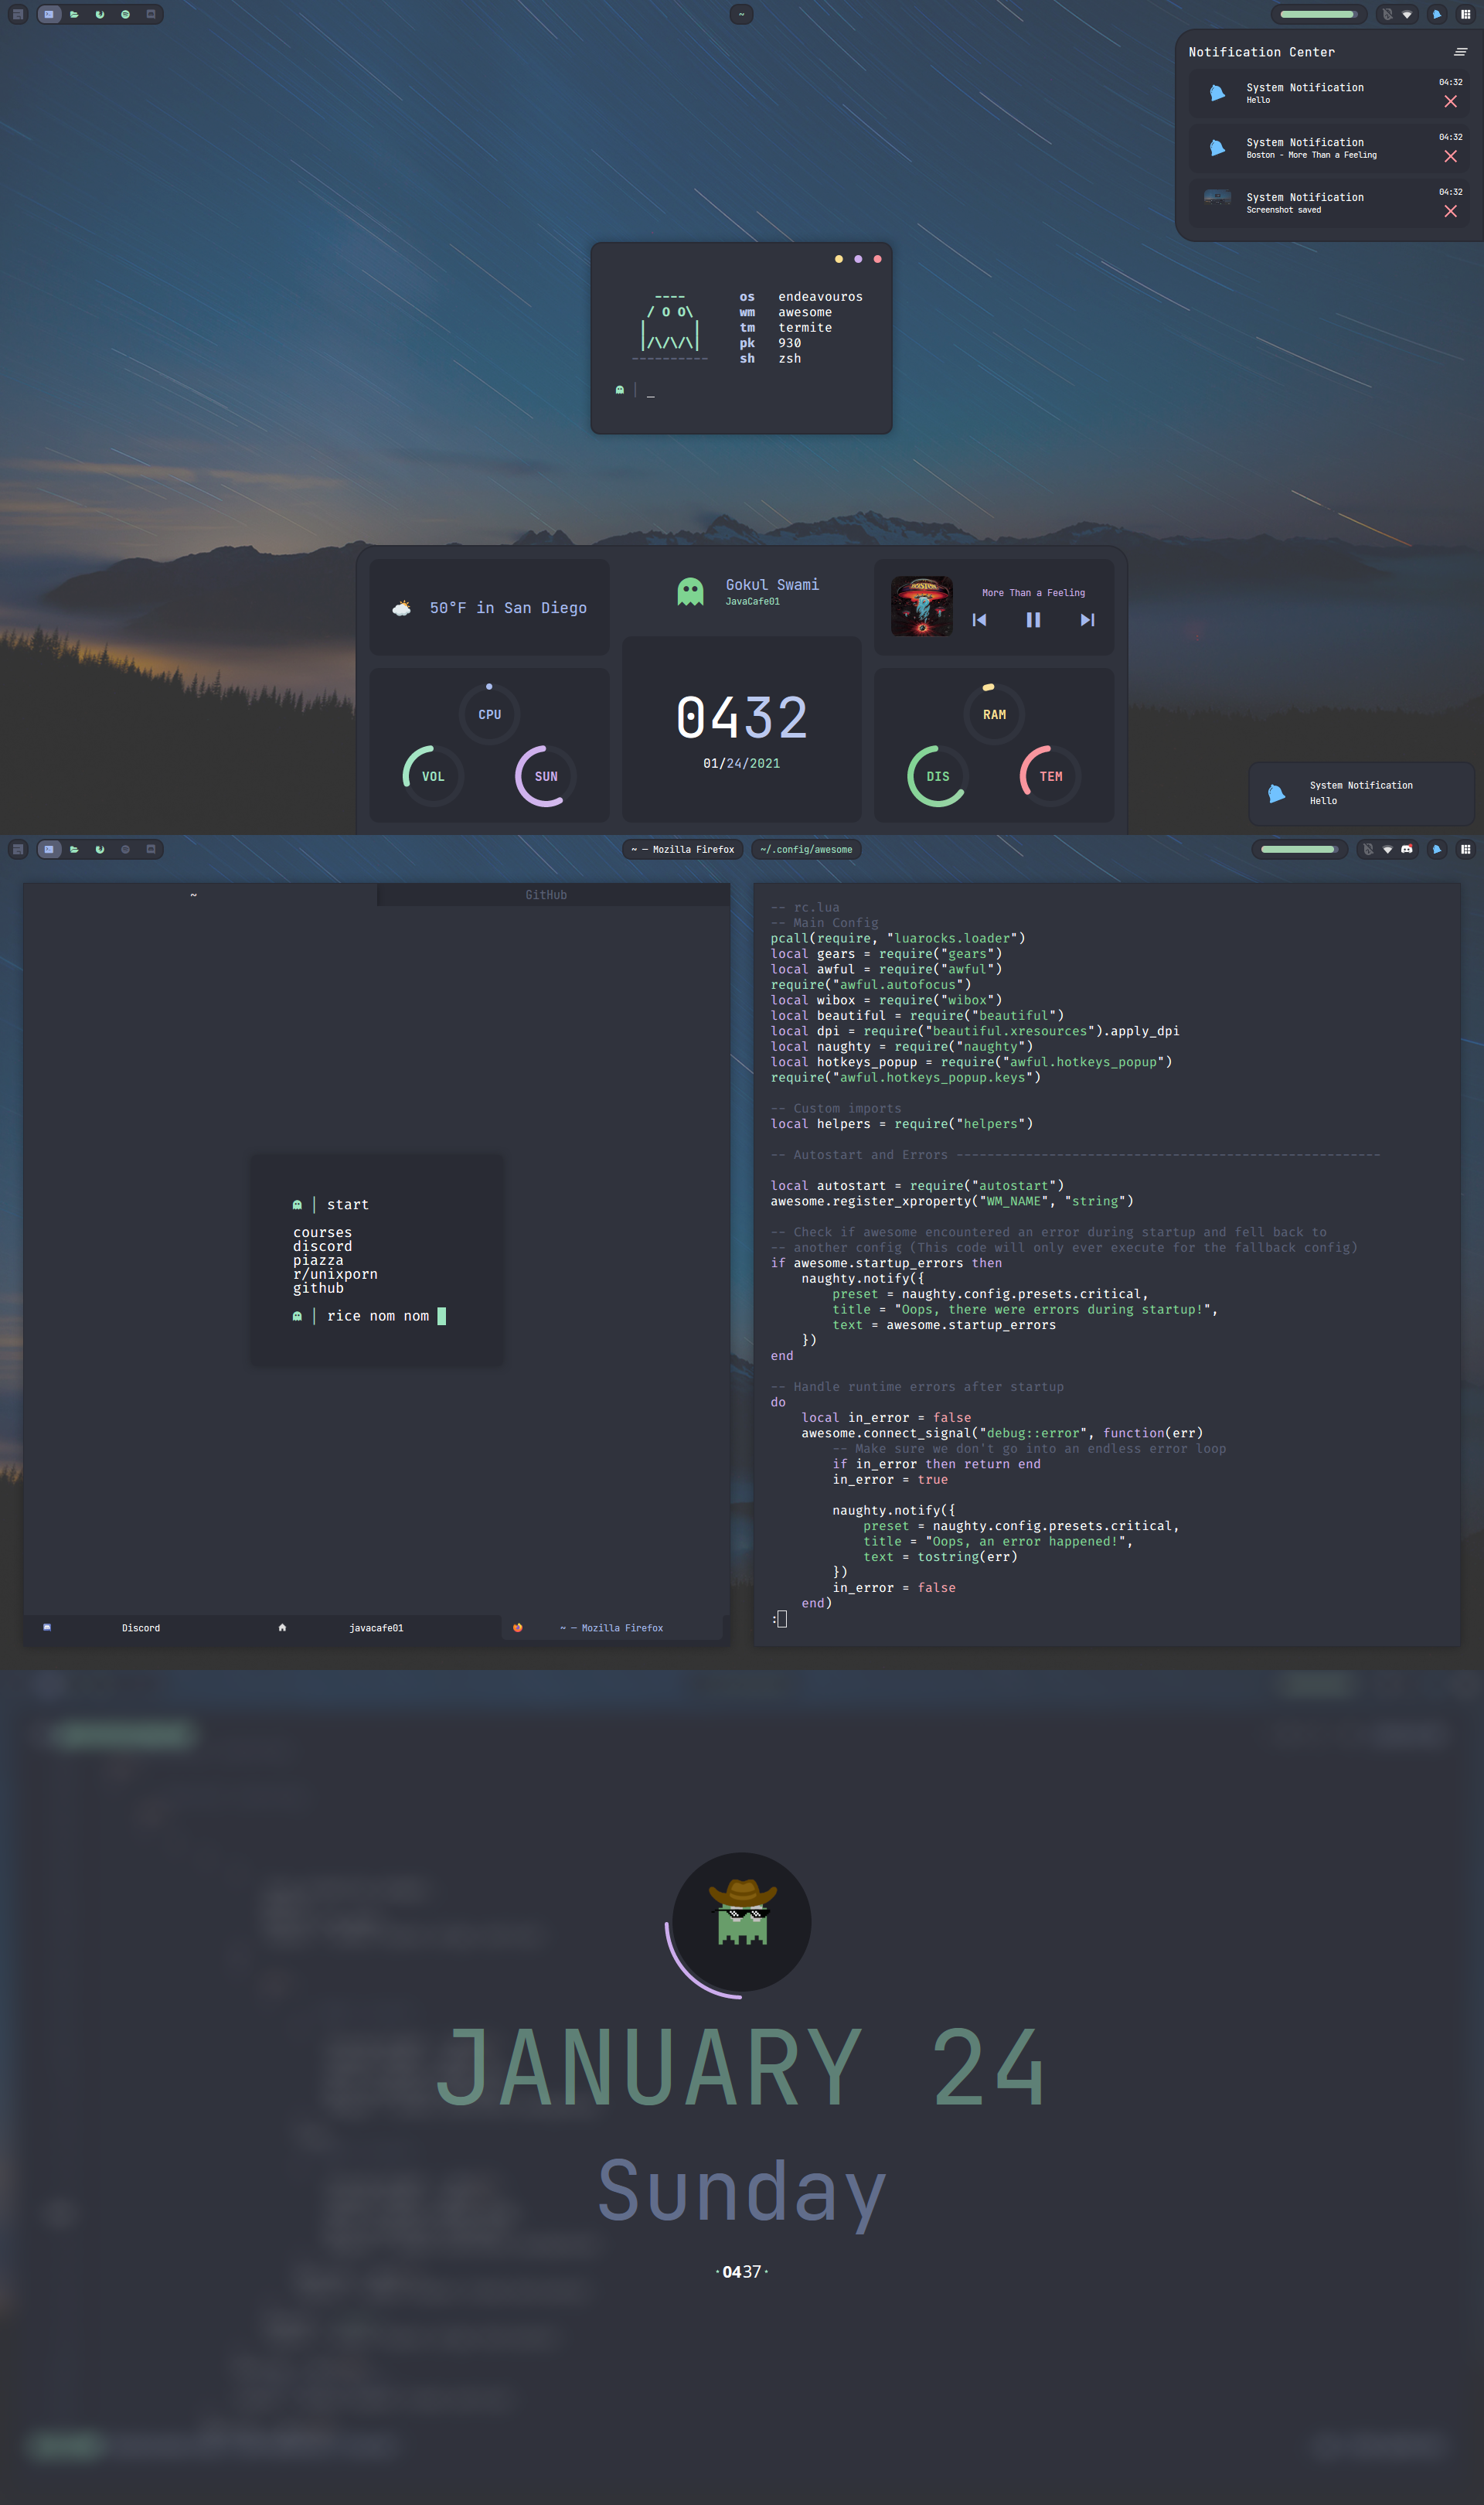 ~
Notification Center
System Notification
Hello
04:32
System Notification
Boston - More Than a Feeling
04:32
System Notification
Screenshot saved
04:32
----
/ O O\
|      |
|/\/\/\|
----------
os endeavouros
wm awesome
tm termite
pk 930
sh zsh
| _
50°F in San Diego
Gokul Swami
JavaCafe01
More Than a Feeling
CPU
VOL
SUN
0432
01/24/2021
RAM
DIS
TEM
System Notification
Hello
~ — Mozilla Firefox
~/.config/awesome
~
GitHub
| start
courses
discord
piazza
r/unixporn
github
| rice nom nom
Discord
javacafe01
~ — Mozilla Firefox
-- rc.lua
-- Main Config
pcall(require, "luarocks.loader")
local gears = require("gears")
local awful = require("awful")
require("awful.autofocus")
local wibox = require("wibox")
local beautiful = require("beautiful")
local dpi = require("beautiful.xresources").apply_dpi
local naughty = require("naughty")
local hotkeys_popup = require("awful.hotkeys_popup")
require("awful.hotkeys_popup.keys")
-- Custom imports
local helpers = require("helpers")
-- Autostart and Errors -------------------------------------------------------
local autostart = require("autostart")
awesome.register_xproperty("WM_NAME", "string")
-- Check if awesome encountered an error during startup and fell back to
-- another config (This code will only ever execute for the fallback config)
if awesome.startup_errors then
    naughty.notify({
        preset = naughty.config.presets.critical,
        title = "Oops, there were errors during startup!",
        text = awesome.startup_errors
    })
end
-- Handle runtime errors after startup
do
    local in_error = false
    awesome.connect_signal("debug::error", function(err)
        -- Make sure we don't go into an endless error loop
        if in_error then return end
        in_error = true
        naughty.notify({
            preset = naughty.config.presets.critical,
            title = "Oops, an error happened!",
            text = tostring(err)
        })
        in_error = false
    end)
:
JANUARY 24
Sunday
·0437·